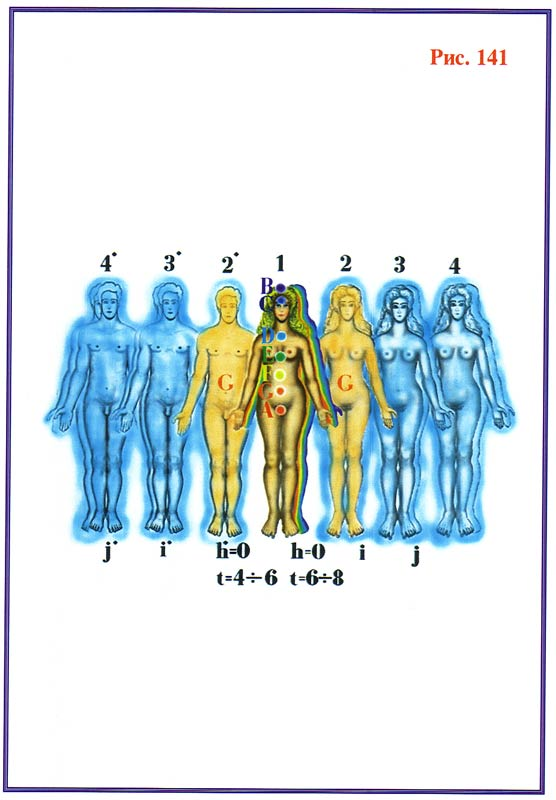 Рис. 141
4• 3• 2• 1 2 3 4
B
C
D
E
F
G G G
A
j• i• h=0 h=0 i j
t=4÷6 t=6÷8